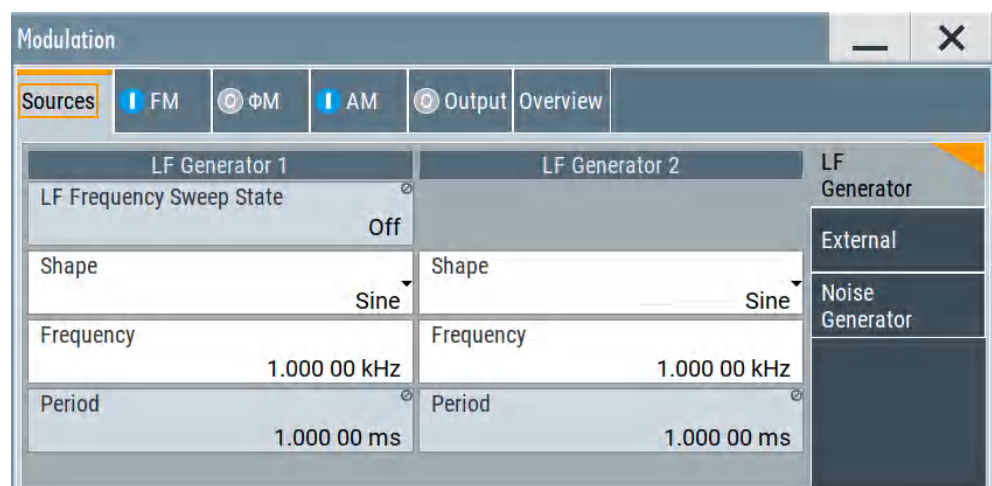 Modulation
Sources I FM O ΦM I AM O Output Overview
LF Generator 1 LF Generator 2
LF Frequency Sweep State
Off
Shape Shape
Sine Sine
Frequency Frequency
1.000 00 kHz 1.000 00 kHz
Period Period
1.000 00 ms 1.000 00 ms
LF
Generator
External
Noise
Generator